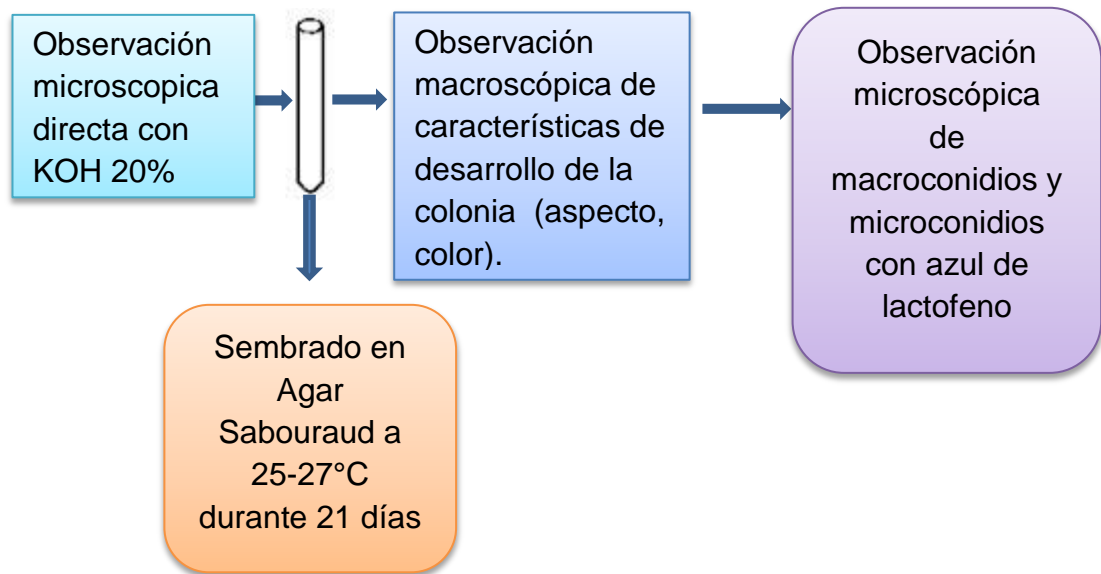 Observación
microscopica
directa con
KOH 20%
Observación
macroscópica de
características de
desarrollo de la
colonia (aspecto,
color).
Observación
microscópica
de
macroconidios y
microconidios
con azul de
lactofeno
Sembrado en
Agar
Sabouraud a
25-27°C
durante 21 días